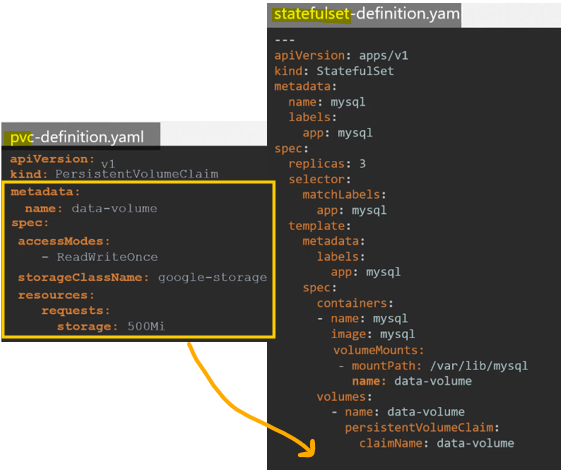 pvc-definition.yaml
apiVersion: v1
kind: PersistentVolumeClaim
metadata:
  name: data-volume
spec:
  accessModes:
    - ReadWriteOnce
  storageClassName: google-storage
  resources:
    requests:
      storage: 500Mi
statefulset-definition.yam
---
apiVersion: apps/v1
kind: StatefulSet
metadata:
  name: mysql
  labels:
    app: mysql
spec:
  replicas: 3
  selector:
    matchLabels:
      app: mysql
  template:
    metadata:
      labels:
        app: mysql
    spec:
      containers:
      - name: mysql
        image: mysql
        volumeMounts:
        - mountPath: /var/lib/mysql
          name: data-volume
      volumes:
        - name: data-volume
          persistentVolumeClaim:
            claimName: data-volume